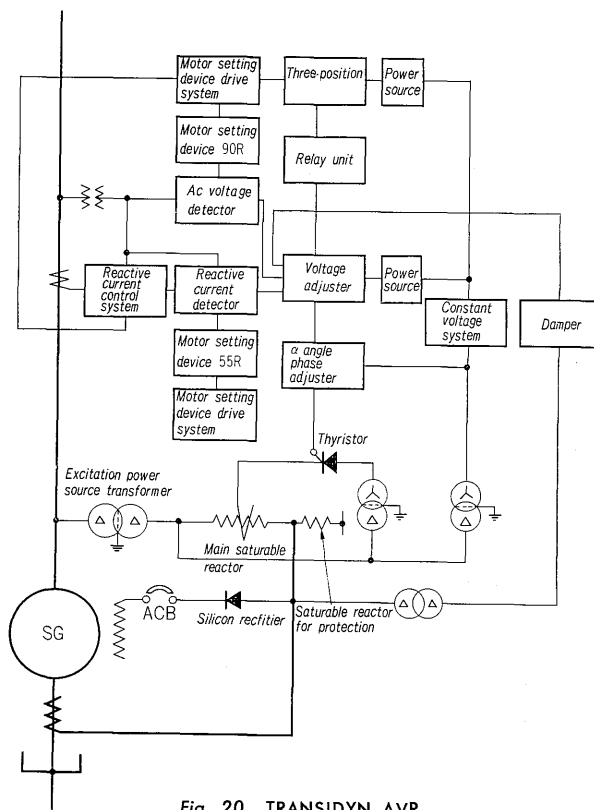 Motor setting
device drive
system
Three-position
Power
source
Motor setting
device 90R
Relay unit
Ac voltage
detector
Reactive
current
control
system
Reactive
current
detector
Voltage
adjuster
Power
source
Constant
voltage
system
Damper
Motor setting
device 55R
α angle
phase
adjuster
Motor setting
device drive
system
Thyristor
Excitation power
source transformer
Main saturable
reactor
ACB
Silicon recfitier
Saturable reactor
for protection
SG
Fig. 20 TRANSIDYN AVR